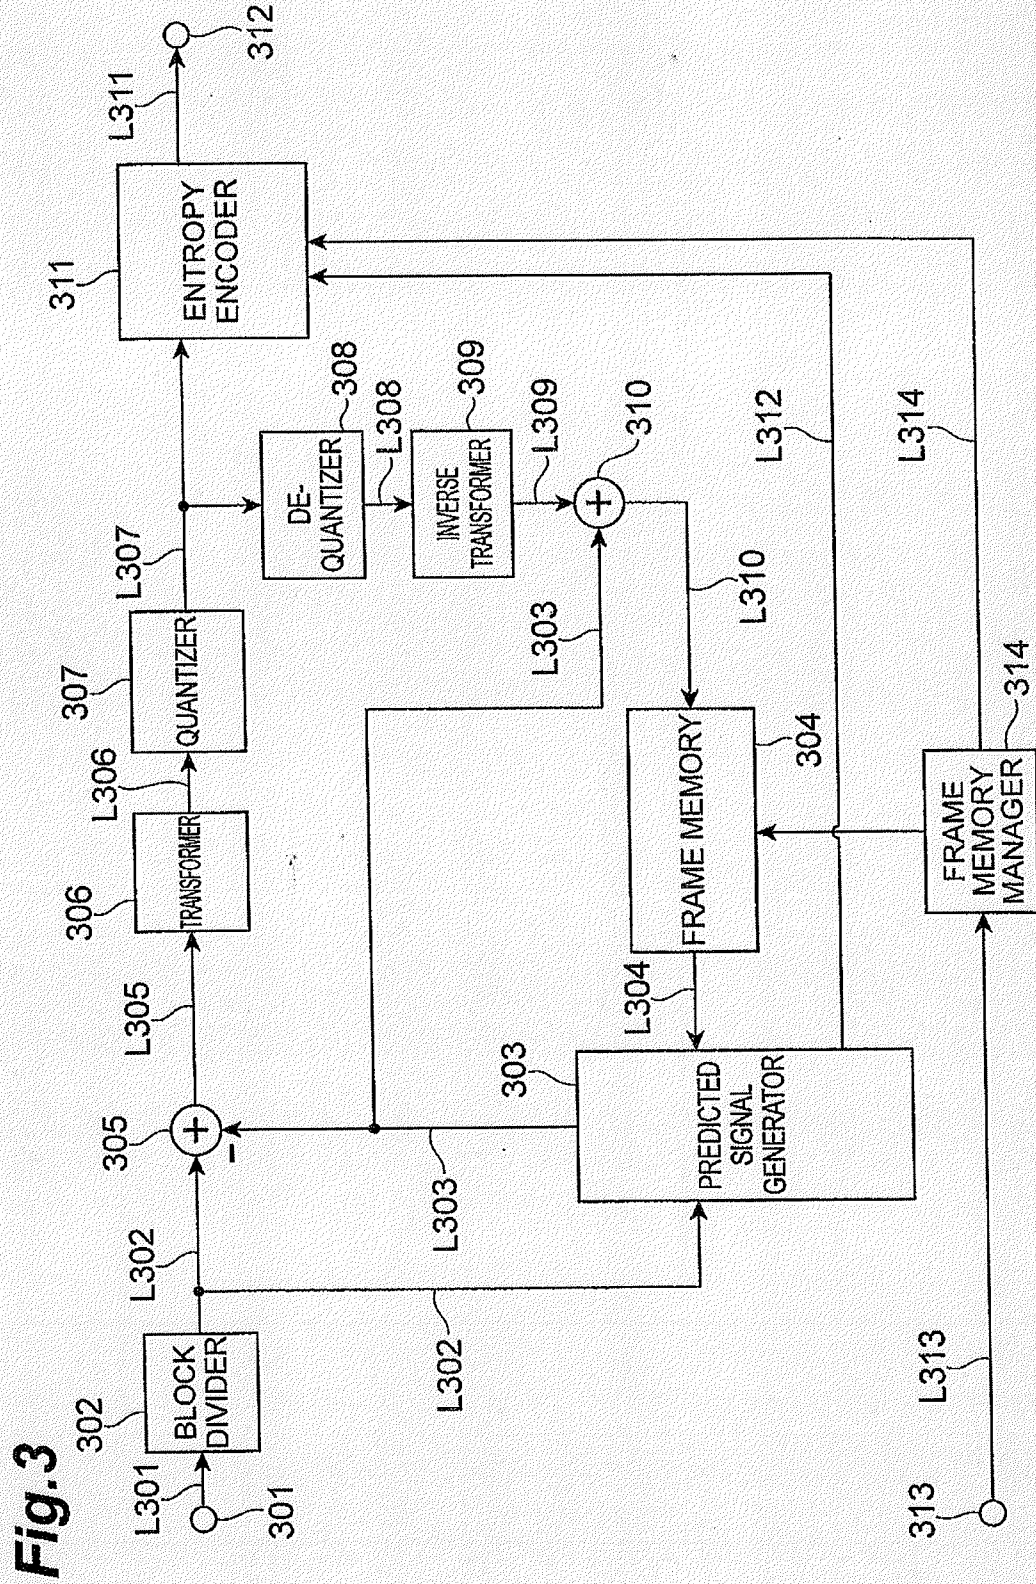 Fig.3
301
L301
302
BLOCK
DIVIDER
L302
L302
305
+
-
L305
306
TRANSFORMER
L306
307
QUANTIZER
L307
311
ENTROPY
ENCODER
L311
312
DE-
QUANTIZER
308
L308
INVERSE
TRANSFORMER
309
L309
+
310
L303
L310
L303
303
PREDICTED
SIGNAL
GENERATOR
L304
FRAME MEMORY
304
L312
313
L313
FRAME
MEMORY
MANAGER
314
L314